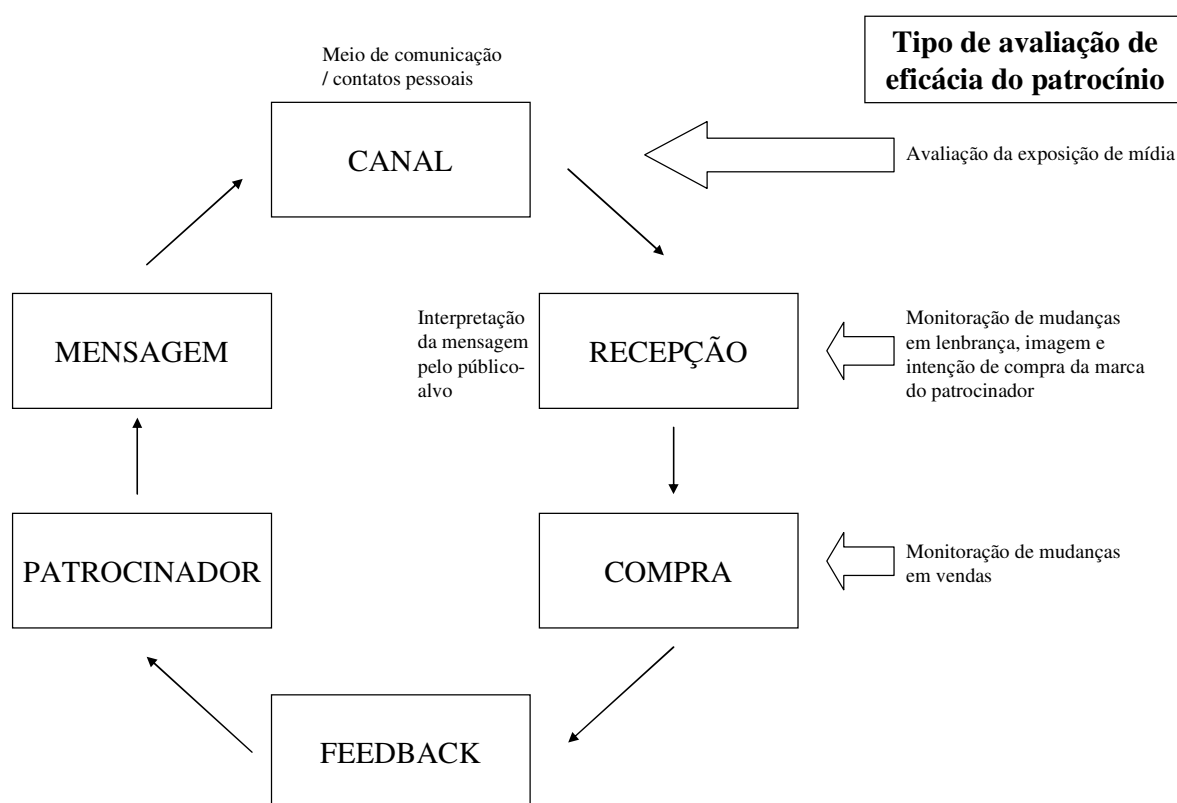 Tipo de avaliação de
eficácia do patrocínio
Meio de comunicação
/ contatos pessoais
CANAL
Avaliação da exposição de mídia
MENSAGEM
Interpretação
da mensagem
pelo público-
alvo
RECEPÇÃO
Monitoração de mudanças
em lenbrança, imagem e
intenção de compra da marca
do patrocinador
PATROCINADOR
COMPRA
Monitoração de mudanças
em vendas
FEEDBACK